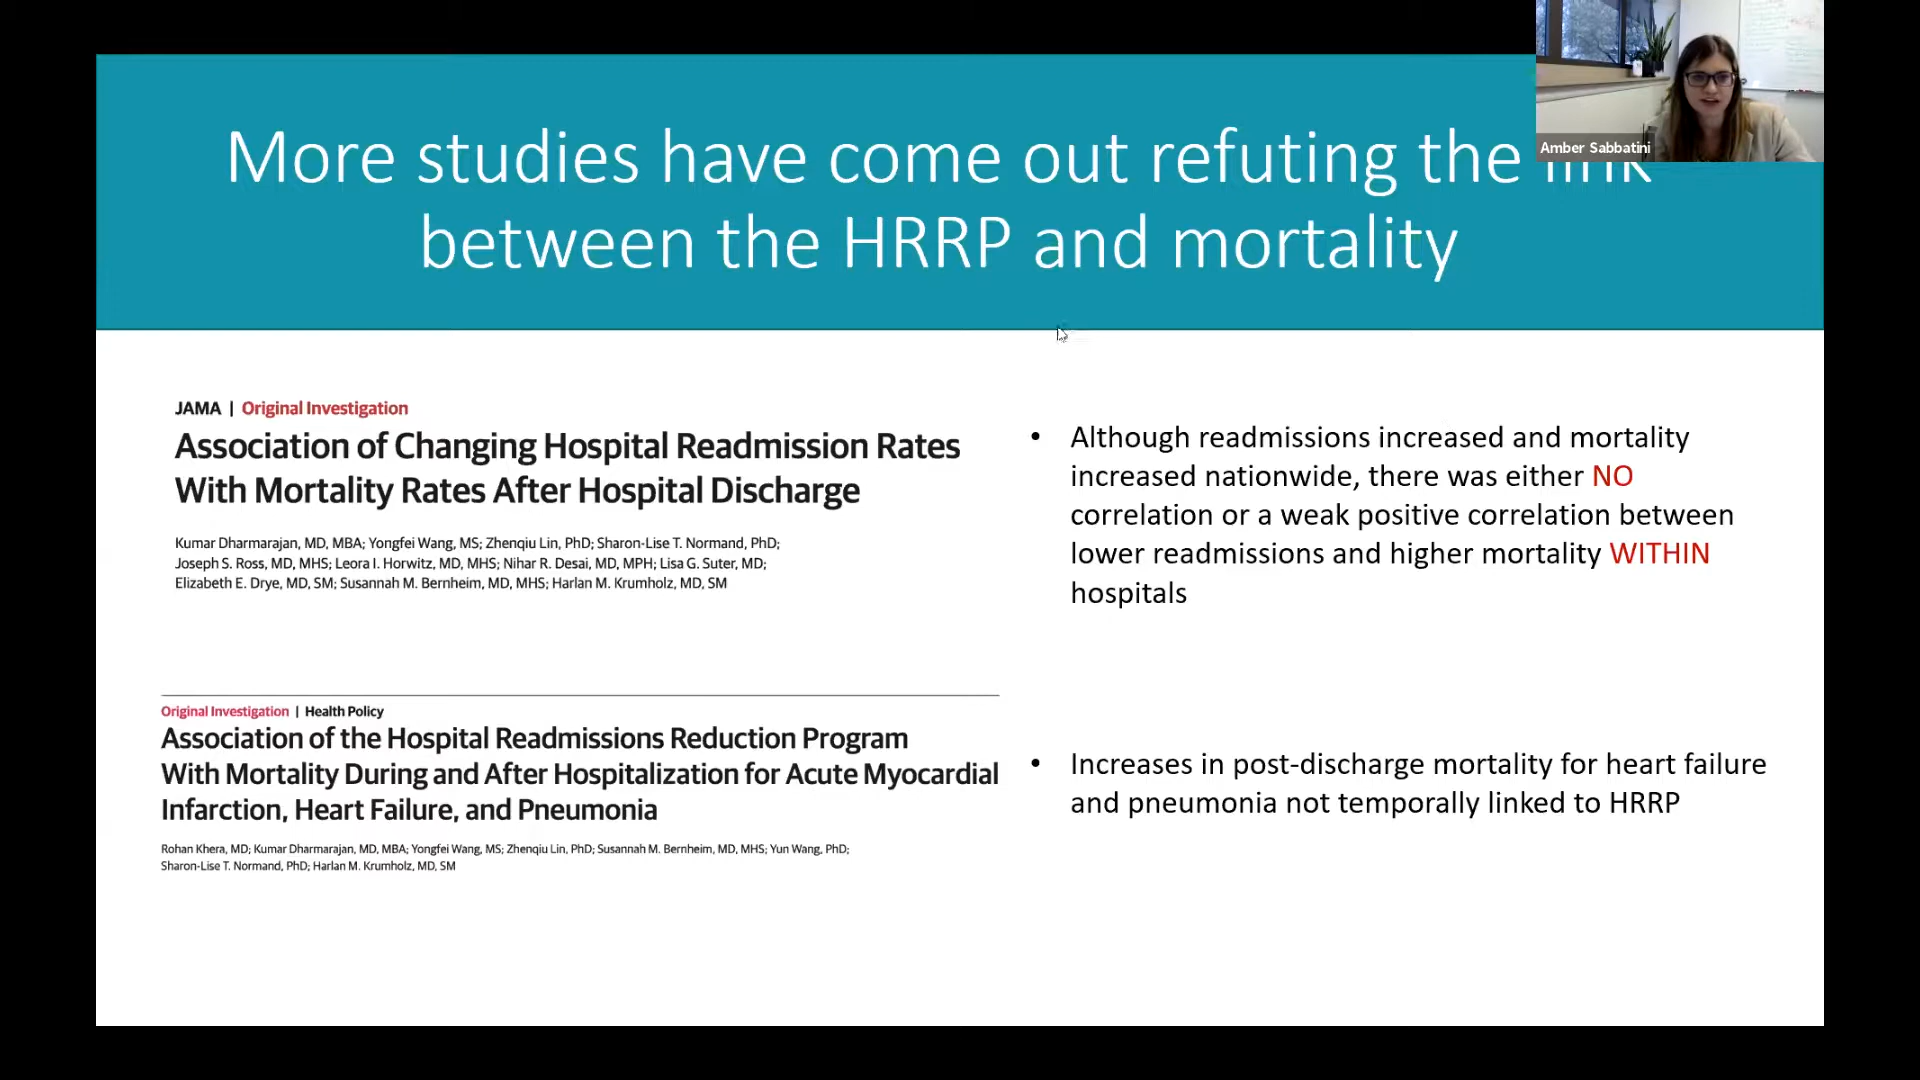 More studies have come out refuting the link
between the HRRP and mortality
Amber Sabbatini
JAMA | Original Investigation
Association of Changing Hospital Readmission Rates
With Mortality Rates After Hospital Discharge
Kumar Dharmarajan, MD, MBA; Yongfei Wang, MS; Zhenqiu Lin, PhD; Sharon-Lise T. Normand, PhD;
Joseph S. Ross, MD, MHS; Leora I. Horwitz, MD, MHS; Nihar R. Desai, MD, MPH; Lisa G. Suter, MD;
Elizabeth E. Drye, MD, SM; Susannah M. Bernheim, MD, MHS; Harlan M. Krumholz, MD, SM
• Although readmissions increased and mortality
increased nationwide, there was either NO
correlation or a weak positive correlation between
lower readmissions and higher mortality WITHIN
hospitals
Original Investigation | Health Policy
Association of the Hospital Readmissions Reduction Program
With Mortality During and After Hospitalization for Acute Myocardial
Infarction, Heart Failure, and Pneumonia
Rohan Khera, MD; Kumar Dharmarajan, MD, MBA; Yongfei Wang, MS; Zhenqiu Lin, PhD; Susannah M. Bernheim, MD, MHS; Yun Wang, PhD;
Sharon-Lise T. Normand, PhD; Harlan M. Krumholz, MD, SM
• Increases in post-discharge mortality for heart failure
and pneumonia not temporally linked to HRRP